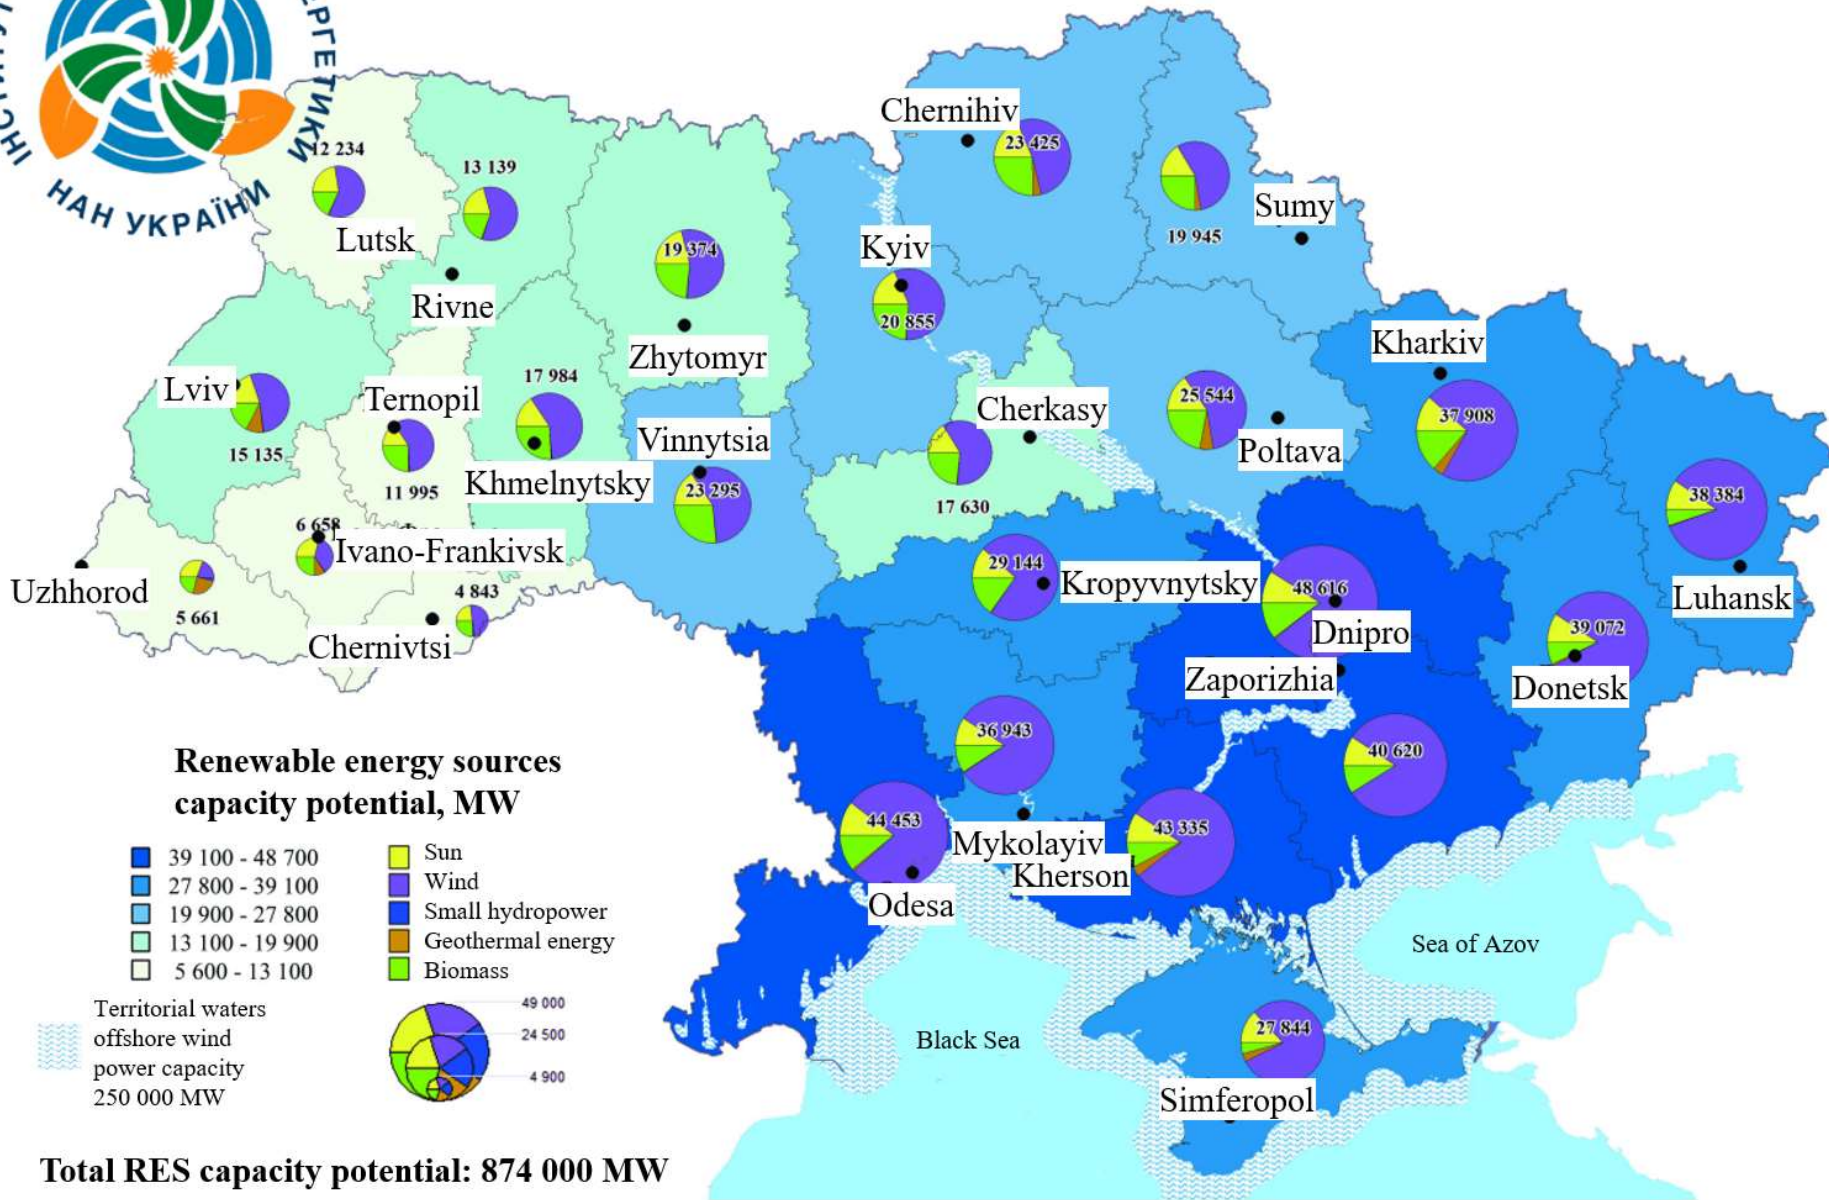 НАН УКРАЇНИ
12 234
13 139
Lutsk
Rivne
19 374
Zhytomyr
Chernihiv
23 425
Sumy
19 945
Kyiv
20 855
Lviv
15 135
Ternopil
11 995
17 984
Khmelnytsky
Vinnytsia
23 295
Cherkasy
17 630
25 544
Poltava
Kharkiv
37 908
38 384
Luhansk
6 658
Ivano-Frankivsk
Uzhhorod
5 661
4 843
Chernivtsi
29 144
Kropyvnytsky
48 616
Dnipro
Zaporizhia
39 072
Donetsk
36 943
Mykolayiv
40 620
44 453
Odesa
43 335
Kherson
Sea of Azov
Black Sea
27 844
Simferopol
Renewable energy sources
capacity potential, MW
39 100 - 48 700
27 800 - 39 100
19 900 - 27 800
13 100 - 19 900
5 600 - 13 100
Sun
Wind
Small hydropower
Geothermal energy
Biomass
Territorial waters
offshore wind
power capacity
250 000 MW
49 000
24 500
4 900
Total RES capacity potential: 874 000 MW